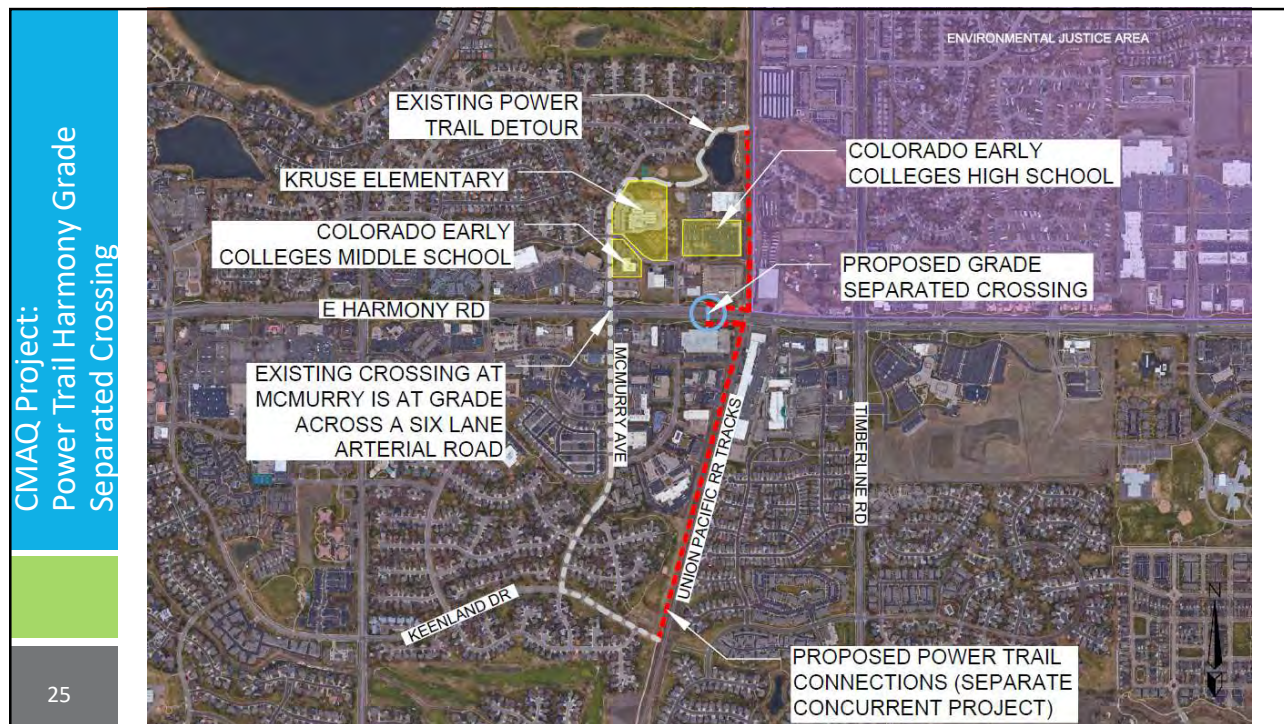 CMAQ Project:
Power Trail Harmony Grade
Separated Crossing
25
ENVIRONMENTAL JUSTICE AREA
EXISTING POWER
TRAIL DETOUR
KRUSE ELEMENTARY
COLORADO EARLY
COLLEGES MIDDLE SCHOOL
COLORADO EARLY
COLLEGES HIGH SCHOOL
PROPOSED GRADE
SEPARATED CROSSING
E HARMONY RD
EXISTING CROSSING AT
MCMURRY IS AT GRADE
ACROSS A SIX LANE
ARTERIAL ROAD
MCMURRY AVE
UNION PACIFIC RR TRACKS
TIMBERLINE RD
KEENLAND DR
PROPOSED POWER TRAIL
CONNECTIONS (SEPARATE
CONCURRENT PROJECT)
N